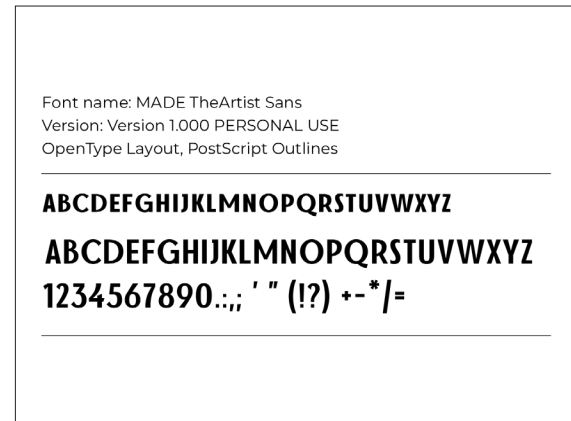 Font name: MADE TheArtist Sans
Version: Version 1.000 PERSONAL USE
OpenType Layout, PostScript Outlines
ABCDEFGHIJKLMNOPQRSTUVWXYZ
ABCDEFGHIJKLMNOPQRSTUVWXYZ
1234567890.:,; ' " (!?) +-*/=